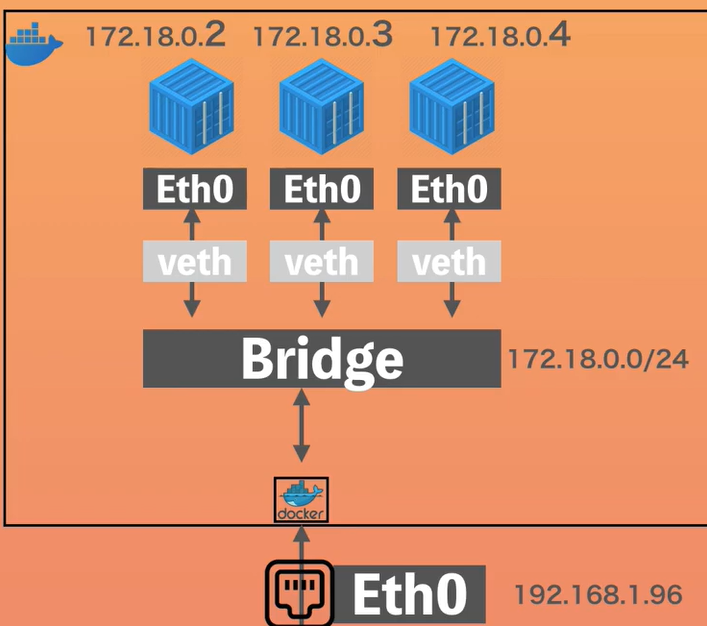 172.18.0.2 172.18.0.3 172.18.0.4
Eth0 Eth0 Eth0
veth veth veth
Bridge 172.18.0.0/24
docker
Eth0 192.168.1.96